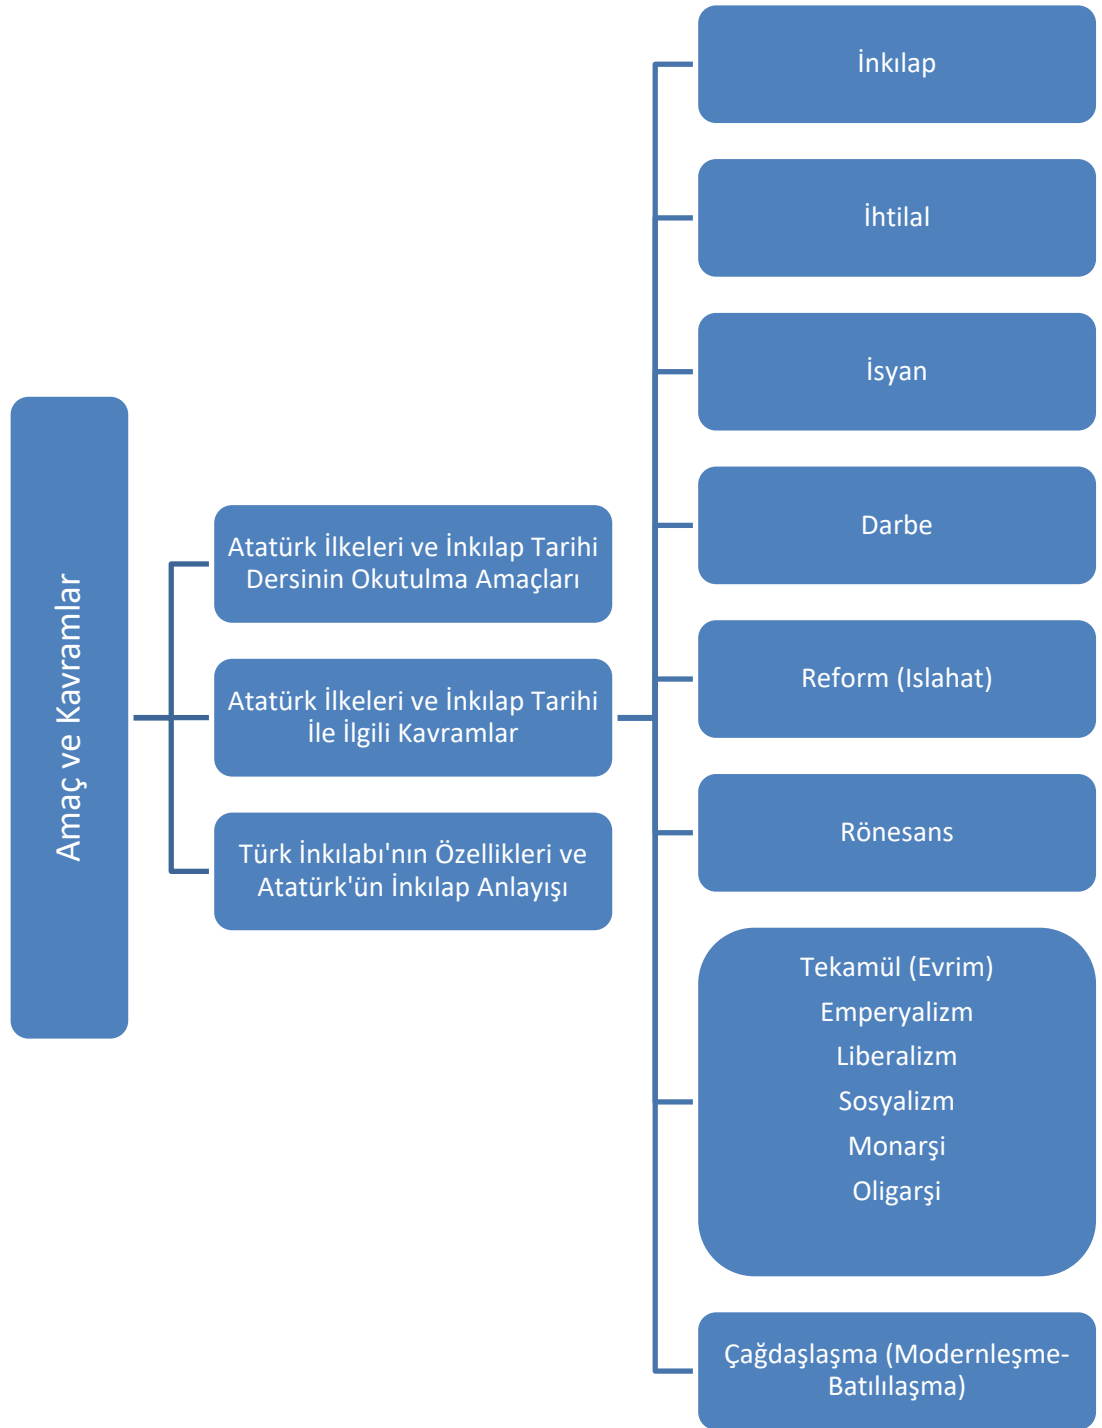 Amaç ve Kavramlar
Atatürk İlkeleri ve İnkılap Tarihi
Dersinin Okutulma Amaçları
Atatürk İlkeleri ve İnkılap Tarihi
İle İlgili Kavramlar
Türk İnkılabı'nın Özellikleri ve
Atatürk'ün İnkılap Anlayışı
İnkılap
İhtilal
İsyan
Darbe
Reform (Islahat)
Rönesans
Tekamül (Evrim)
Emperyalizm
Liberalizm
Sosyalizm
Monarşi
Oligarşi
Çağdaşlaşma (Modernleşme-
Batılılaşma)